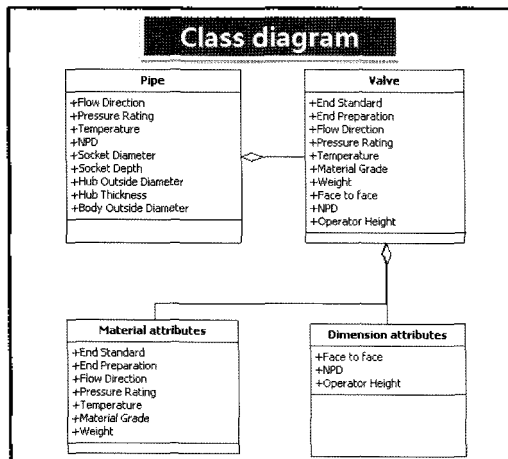 Class diagram
Pipe
+Flow Direction
+Pressure Rating
+Temperature
+NPD
+Socket Diameter
+Socket Depth
+Hub Outside Diameter
+Hub Thickness
+Body Outside Diameter
Valve
+End Standard
+End Preparation
+Flow Direction
+Pressure Rating
+Temperature
+Material Grade
+Weight
+Face to face
+NPD
+Operator Height
Material attributes
+End Standard
+End Preparation
+Flow Direction
+Pressure Rating
+Temperature
+Material Grade
+Weight
Dimension attributes
+Face to face
+NPD
+Operator Height